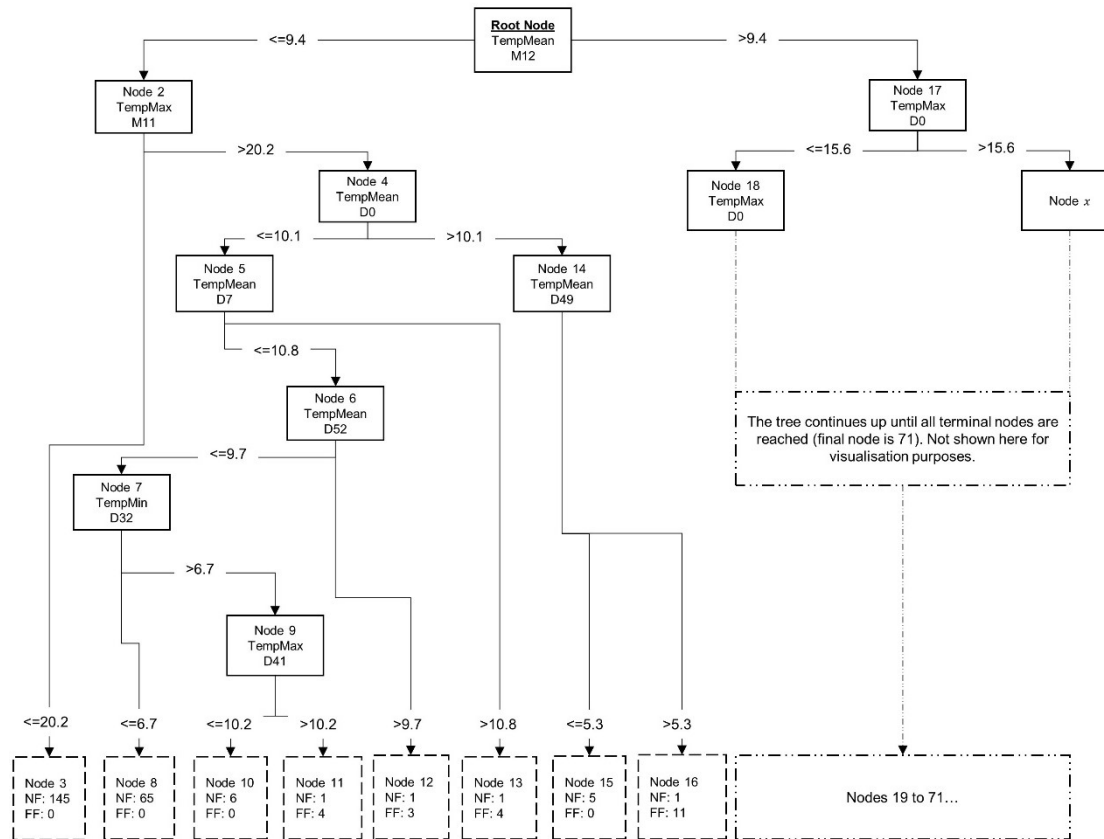 Root Node
TempMean
M12
<=9.4
>9.4
Node 2
TempMax
M11
Node 17
TempMax
D0
>20.2
<=15.6
>15.6
Node 4
TempMean
D0
Node 18
TempMax
D0
Node x
<=10.1
>10.1
Node 5
TempMean
D7
Node 14
TempMean
D49
<=10.8
Node 6
TempMean
D52
The tree continues up until all terminal nodes are
reached (final node is 71). Not shown here for
visualisation purposes.
<=9.7
Node 7
TempMin
D32
>6.7
Node 9
TempMax
D41
<=20.2
<=6.7
<=10.2
>10.2
>9.7
>10.8
<=5.3
>5.3
Node 3
NF: 145
FF: 0
Node 8
NF: 65
FF: 0
Node 10
NF: 6
FF: 0
Node 11
NF: 1
FF: 4
Node 12
NF: 1
FF: 3
Node 13
NF: 1
FF: 4
Node 15
NF: 5
FF: 0
Node 16
NF: 1
FF: 11
Nodes 19 to 71…